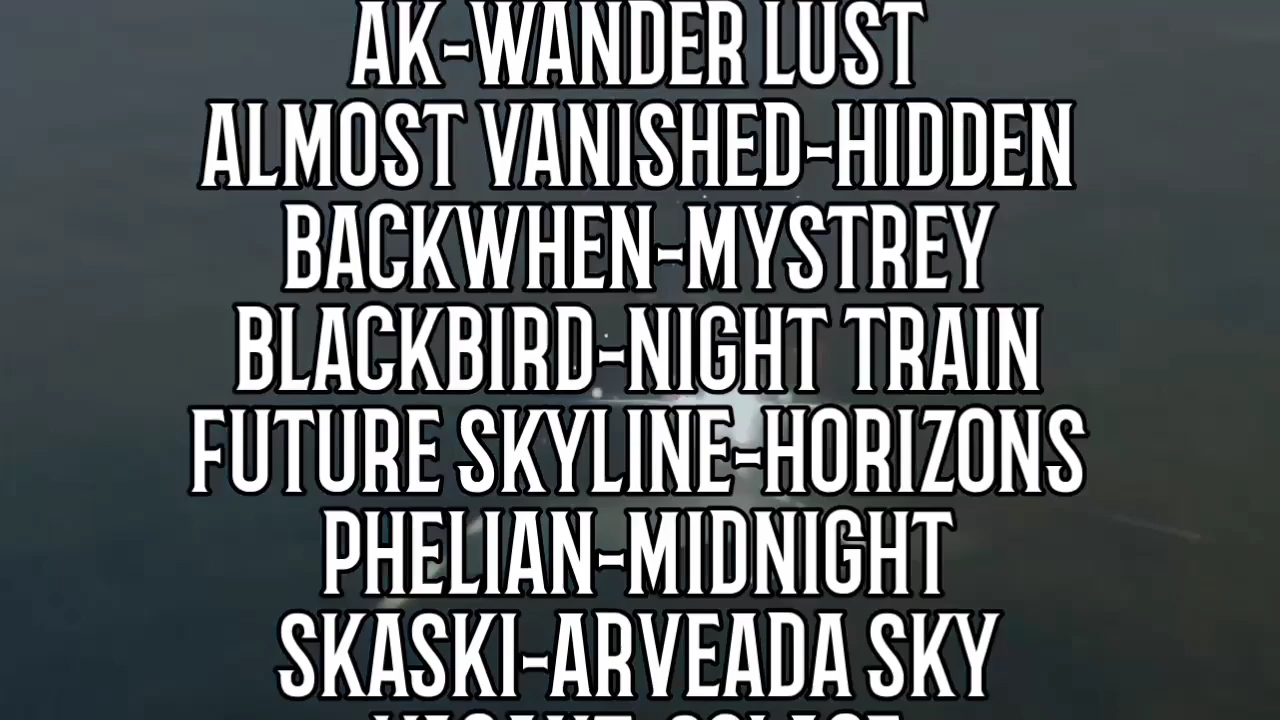 AK-WANDER LUST
ALMOST VANISHED-HIDDEN
BACKWHEN-MYSTREY
BLACKBIRD-NIGHT TRAIN
FUTURE SKYLINE-HORIZONS
PHELIAN-MIDNIGHT
SKASKI-ARVEADA SKY